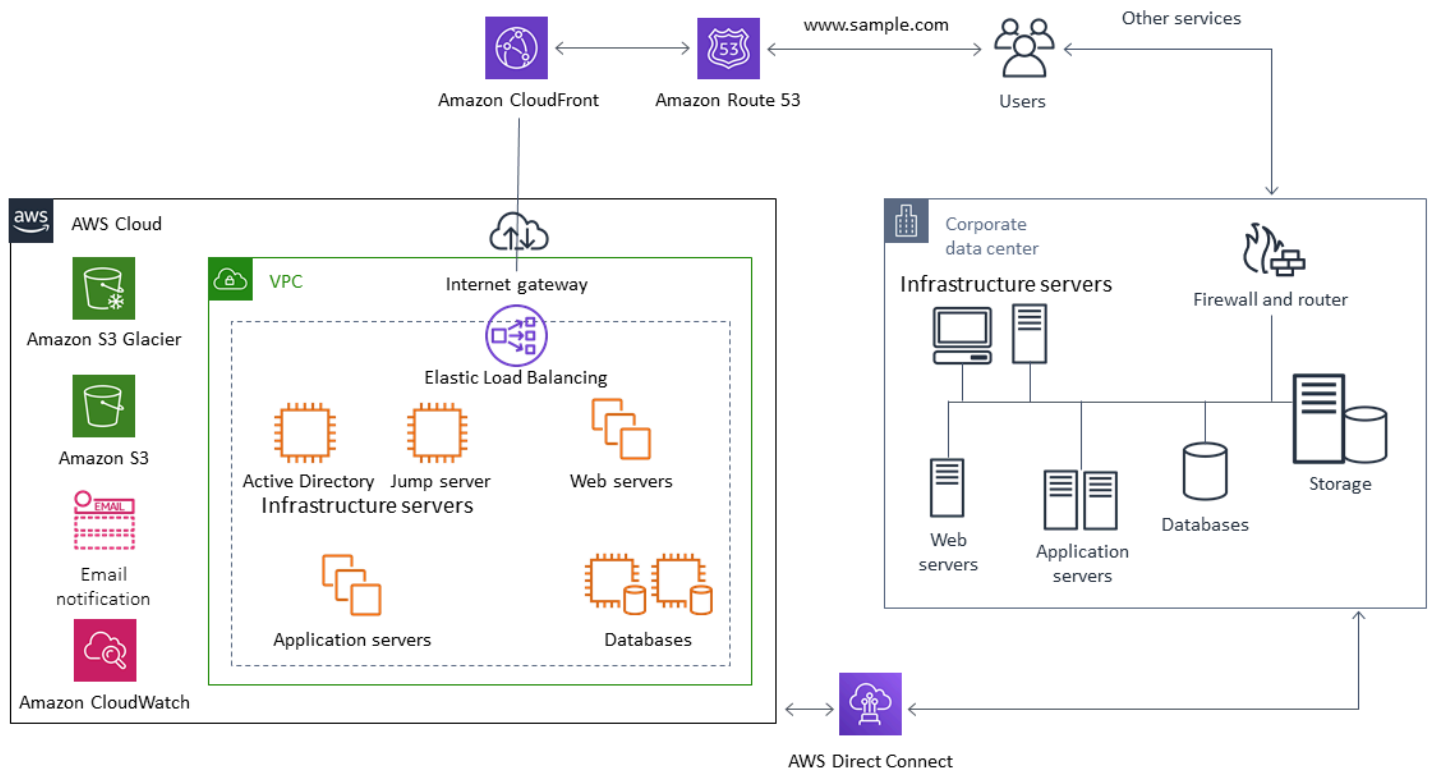 www.sample.com
Other services
53
Amazon CloudFront
Amazon Route 53
Users
aws
AWS Cloud
Corporate
data center
VPC
Internet gateway
Infrastructure servers
Firewall and router
Amazon S3 Glacier
Elastic Load Balancing
Amazon S3
Active Directory
Jump server
Web servers
Infrastructure servers
Storage
EMAIL
Databases
Web
servers
Application
servers
Email
notification
Application servers
Databases
Amazon CloudWatch
AWS Direct Connect